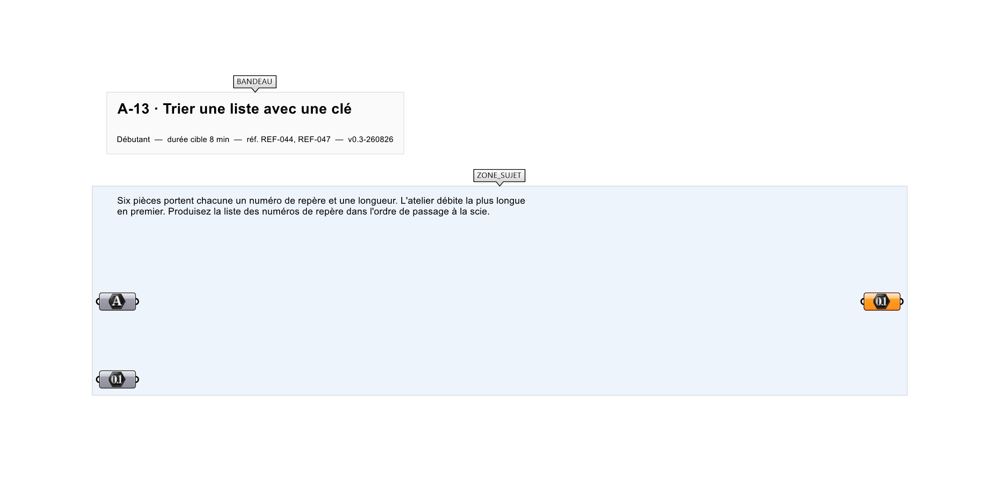 BANDEAU
A-13 · Trier une liste avec une clé
Débutant — durée cible 8 min — réf. REF-044, REF-047 — v0.3-260826
ZONE_SUJET
Six pièces portent chacune un numéro de repère et une longueur. L'atelier débite la plus longue
en premier. Produisez la liste des numéros de repère dans l'ordre de passage à la scie.
A
0.1
0.1